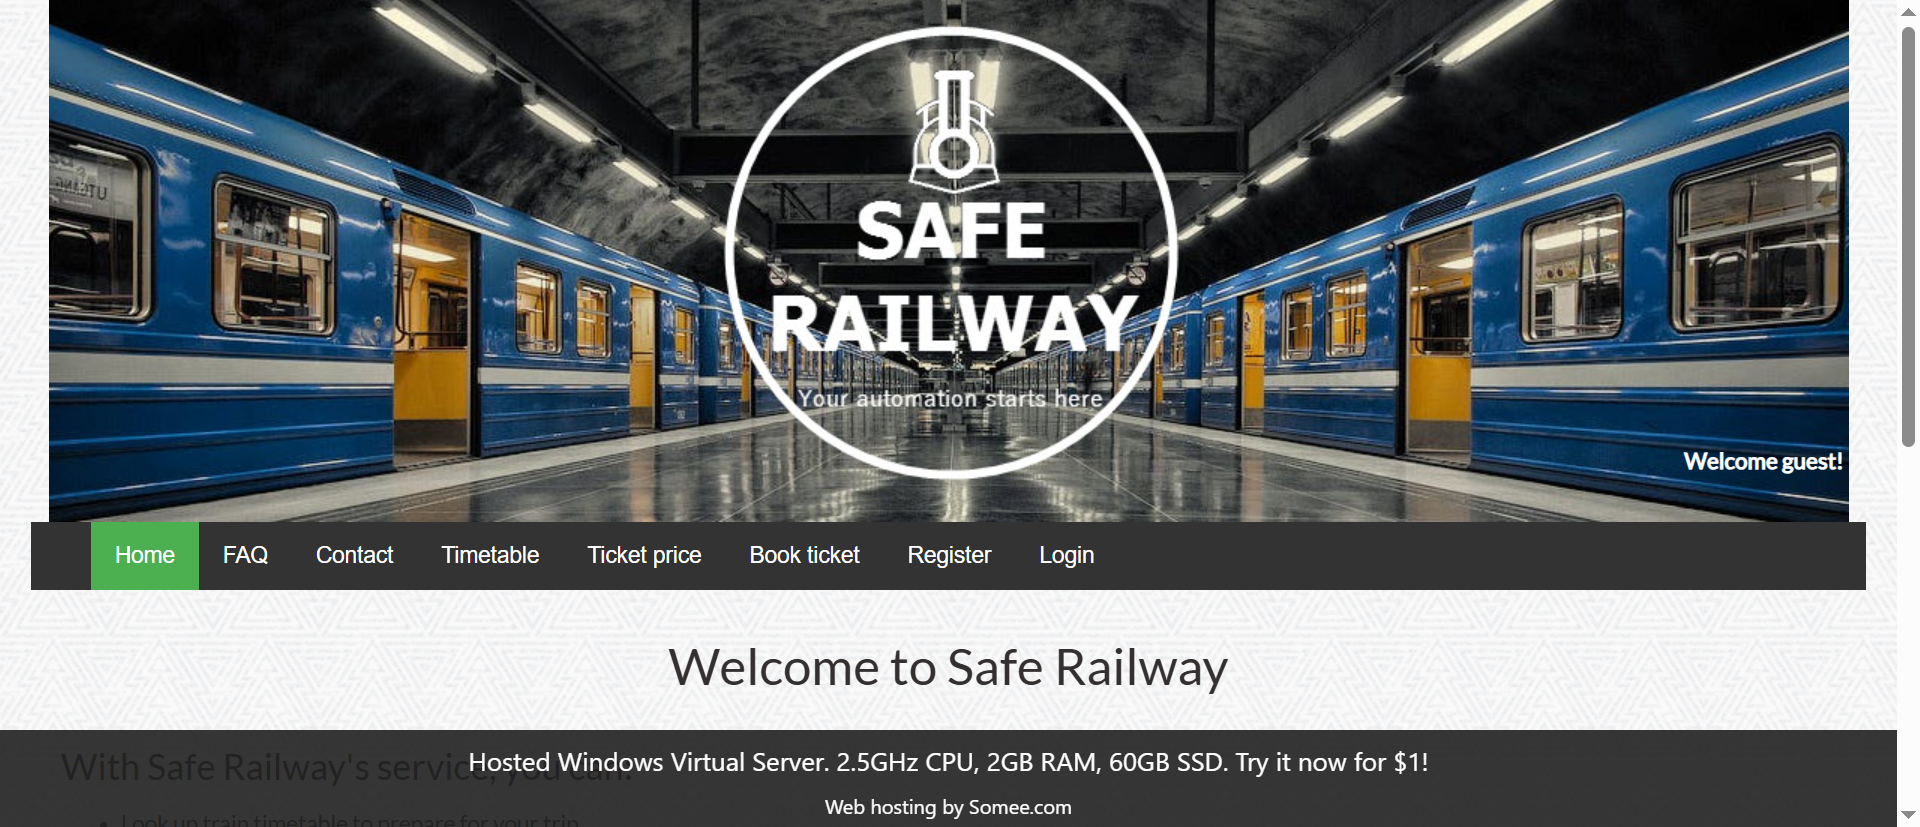 SAFE
RAILWAY
Your automation starts here
Welcome guest!
Home FAQ Contact Timetable Ticket price Book ticket Register Login
Welcome to Safe Railway
With Safe Railway's service, you can:
Hosted Windows Virtual Server. 2.5GHz CPU, 2GB RAM, 60GB SSD. Try it now for $1!
Web hosting by Somee.com
Look up train timetable to prepare for your trip